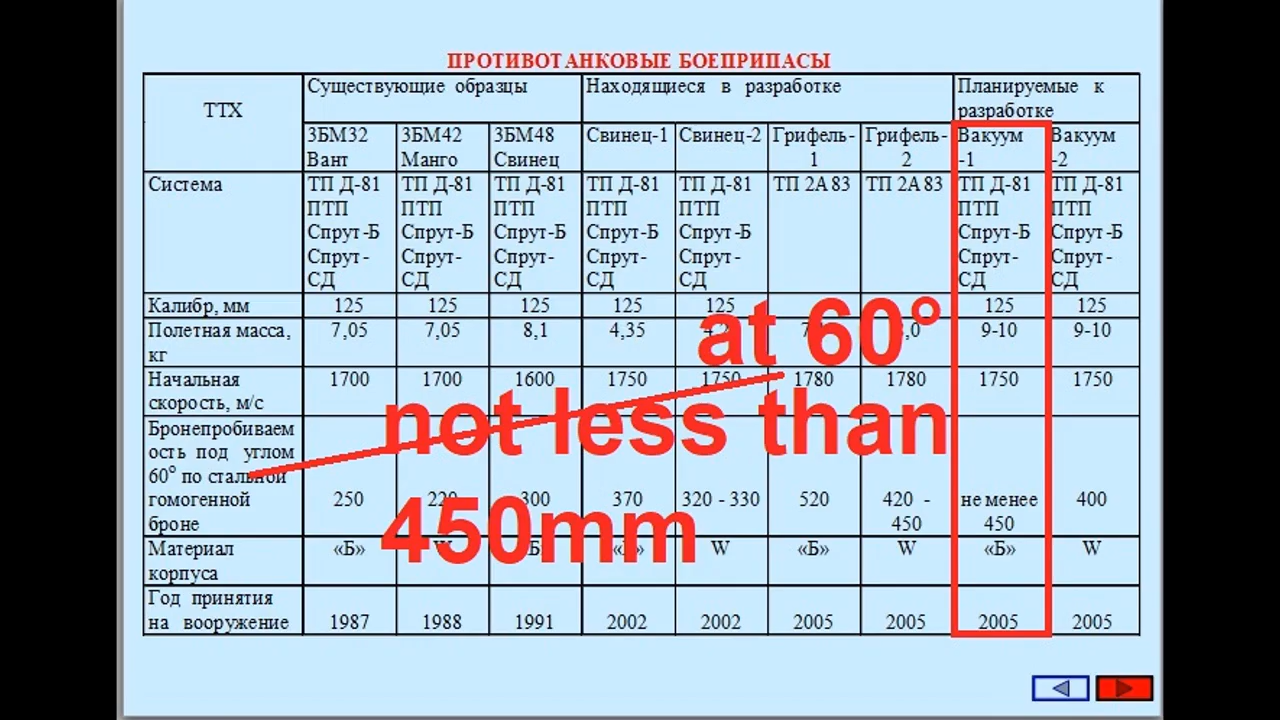 ПРОТИВОТАНКОВЫЕ БОЕПРИПАСЫ
ТТХ
Существующие образцы
Находящиеся в разработке
Планируемые к
разработке
3БМ32
Вант
3БМ42
Манго
3БМ48
Свинец
Свинец-1
Свинец-2
Грифель-
1
Грифель-
2
Вакуум
-1
Вакуум
-2
Система
ТП Д-81
ПТП
Спрут-Б
Спрут-
СД
ТП Д-81
ПТП
Спрут-Б
Спрут-
СД
ТП Д-81
ПТП
Спрут-Б
Спрут-
СД
ТП Д-81
ПТП
Спрут-Б
Спрут-
СД
ТП Д-81
ПТП
Спрут-Б
Спрут-
СД
ТП 2А83
ТП 2А83
ТП Д-81
ПТП
Спрут-Б
Спрут-
СД
ТП Д-81
ПТП
Спрут-Б
Спрут-
СД
Калибр, мм
125 125 125 125 125 125 125
at 60°
Полетная масса,
кг
7,05 7,05 8,1 4,35 9-10 9-10
Начальная
скорость, м/с
1700 1700 1600 1750 1750 1780 1780 1750 1750
not less than
450mm
Бронепробиваем
ость под углом
60° по стальной
гомогенной
броне
250 220 300 370 320 - 330 520
420 -
450
не менее
450
400
Материал
корпуса
«Б» W «Б» W «Б» W
Год принятия
на вооружение
1987 1988 1991 2002 2002 2005 2005 2005 2005